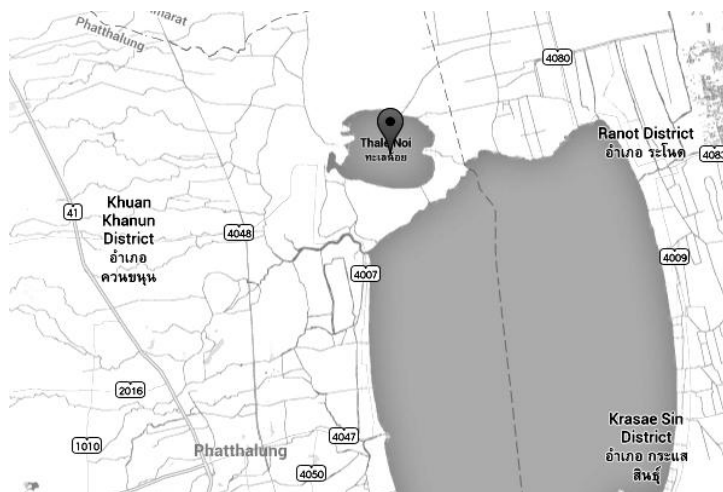 marat
Phatthalung
4080
Thale Noi
ทะเลน้อย
Ranot District
อำเภอ ระโนด
408
41
Khuan
Khanun
District
อำเภอ
ควนขนุน
4048
4007
4009
2016
Krasae Sin
District
อำเภอ กระแส
สินธุ์
1010
Phatthalung
4047
4050